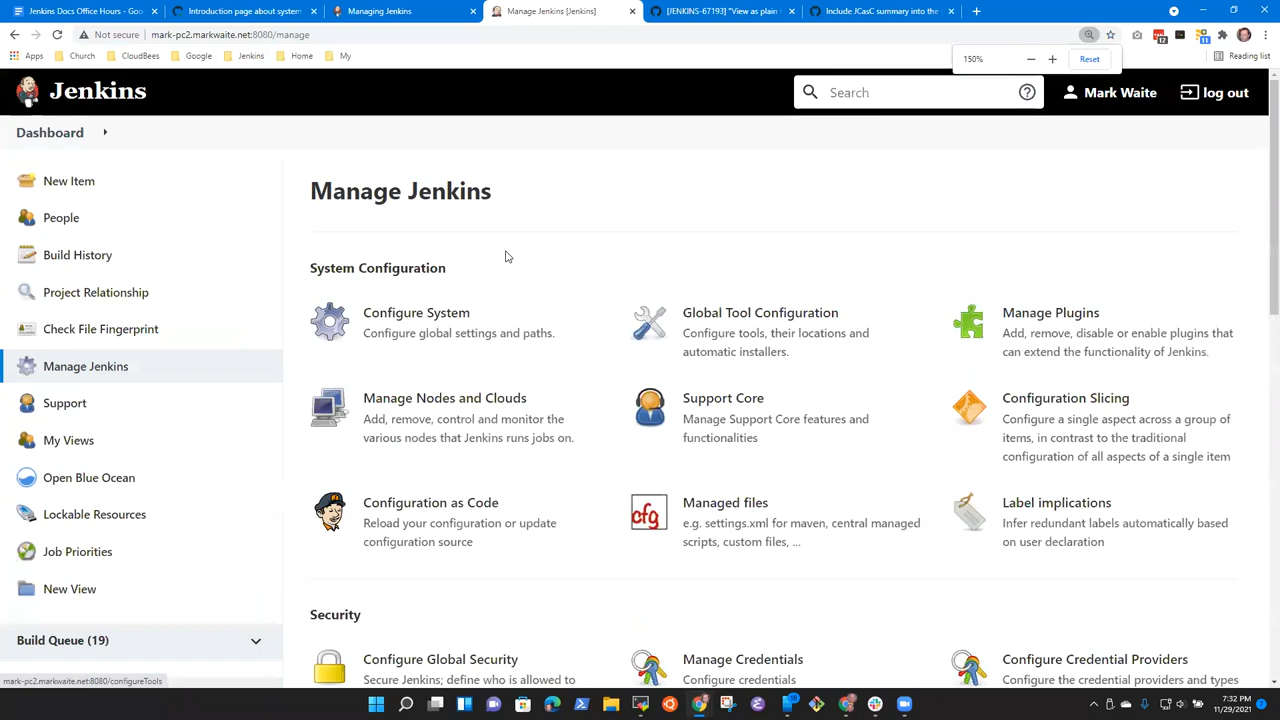 Jenkins Docs Office Hours - Goo
Introduction page about system
Managing Jenkins
Manage Jenkins [Jenkins]
[JENKINS-67193] "View as plain
Include JCasC summary into the
Not secure
mark-pc2.markwaite.net:8080/manage
12
11
Apps
Church
CloudBees
Google
Jenkins
Home
My
150%
Reset
Reading list
Jenkins
Search
Mark Waite
log out
Dashboard
New Item
People
Build History
Project Relationship
Check File Fingerprint
Manage Jenkins
Support
My Views
Open Blue Ocean
Lockable Resources
Job Priorities
New View
Build Queue (19)
mark-pc2.markwaite.net:8080/configureTools
Manage Jenkins
System Configuration
Configure System
Configure global settings and paths.
Global Tool Configuration
Configure tools, their locations and
automatic installers.
Manage Plugins
Add, remove, disable or enable plugins that
can extend the functionality of Jenkins.
Manage Nodes and Clouds
Add, remove, control and monitor the
various nodes that Jenkins runs jobs on.
Support Core
Manage Support Core features and
functionalities
Configuration Slicing
Configure a single aspect across a group of
items, in contrast to the traditional
configuration of all aspects of a single item
Configuration as Code
Reload your configuration or update
configuration source
cfg
Managed files
e.g. settings.xml for maven, central managed
scripts, custom files, ...
Label implications
Infer redundant labels automatically based
on user declaration
Security
Configure Global Security
Secure Jenkins; define who is allowed to
Manage Credentials
Configure credentials
Configure Credential Providers
Configure the credential providers and types
7:32 PM
11/29/2021